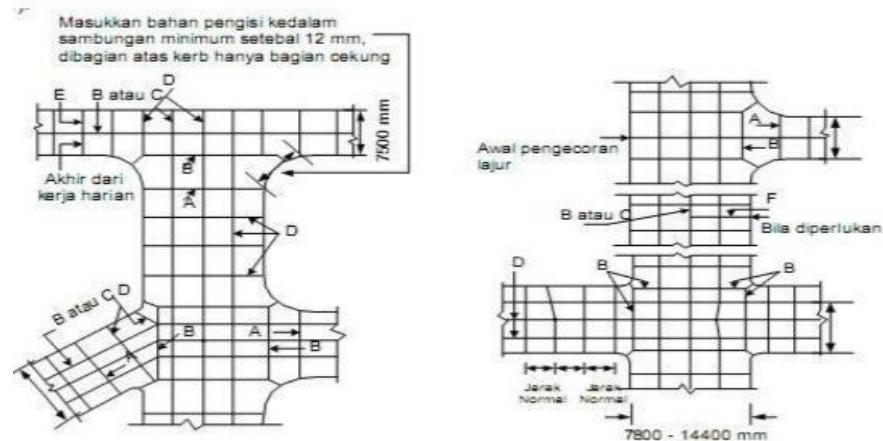 Masukkan bahan pengisi kedalam
sambungan minimum setebal 12 mm,
dibagian atas kerb hanya bagian cekung
D
E
B atau C
7500 mm
B
Akhir dari
kerja harian
A
D
B atau C
D
B
A
A
B
A
Awal pengecoran
lajur
B
F
B atau C
Bila diperlukan
D
B
B
Jarak
Normal
Jarak
Normal
7800 - 14400 mm